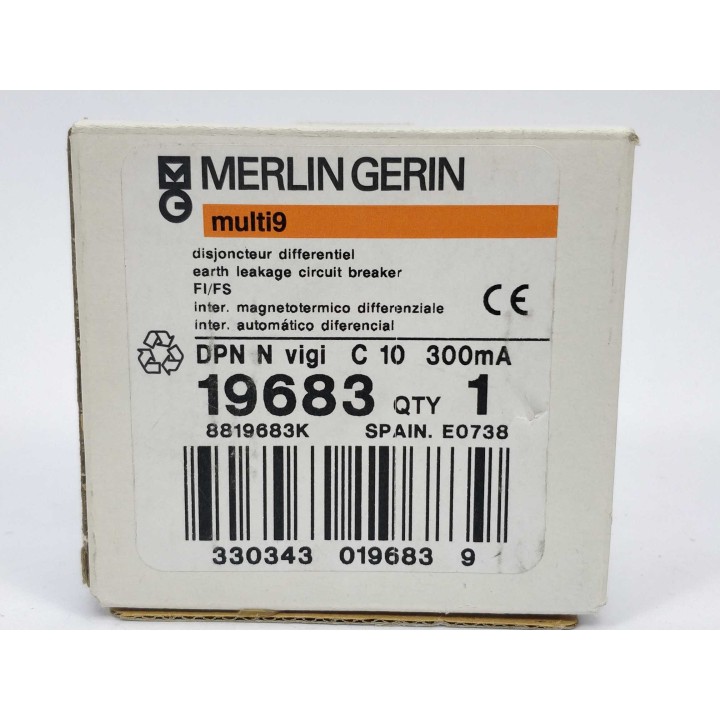 MG
MERLIN GERIN
multi9
disjoncteur differentiel
earth leakage circuit breaker
FI/FS
inter. magnetotermico differenziale
inter. automático diferencial
CE
DPN N vigi C 10 300mA
19683 QTY 1
8819683K SPAIN. E0738
330343 019683 9